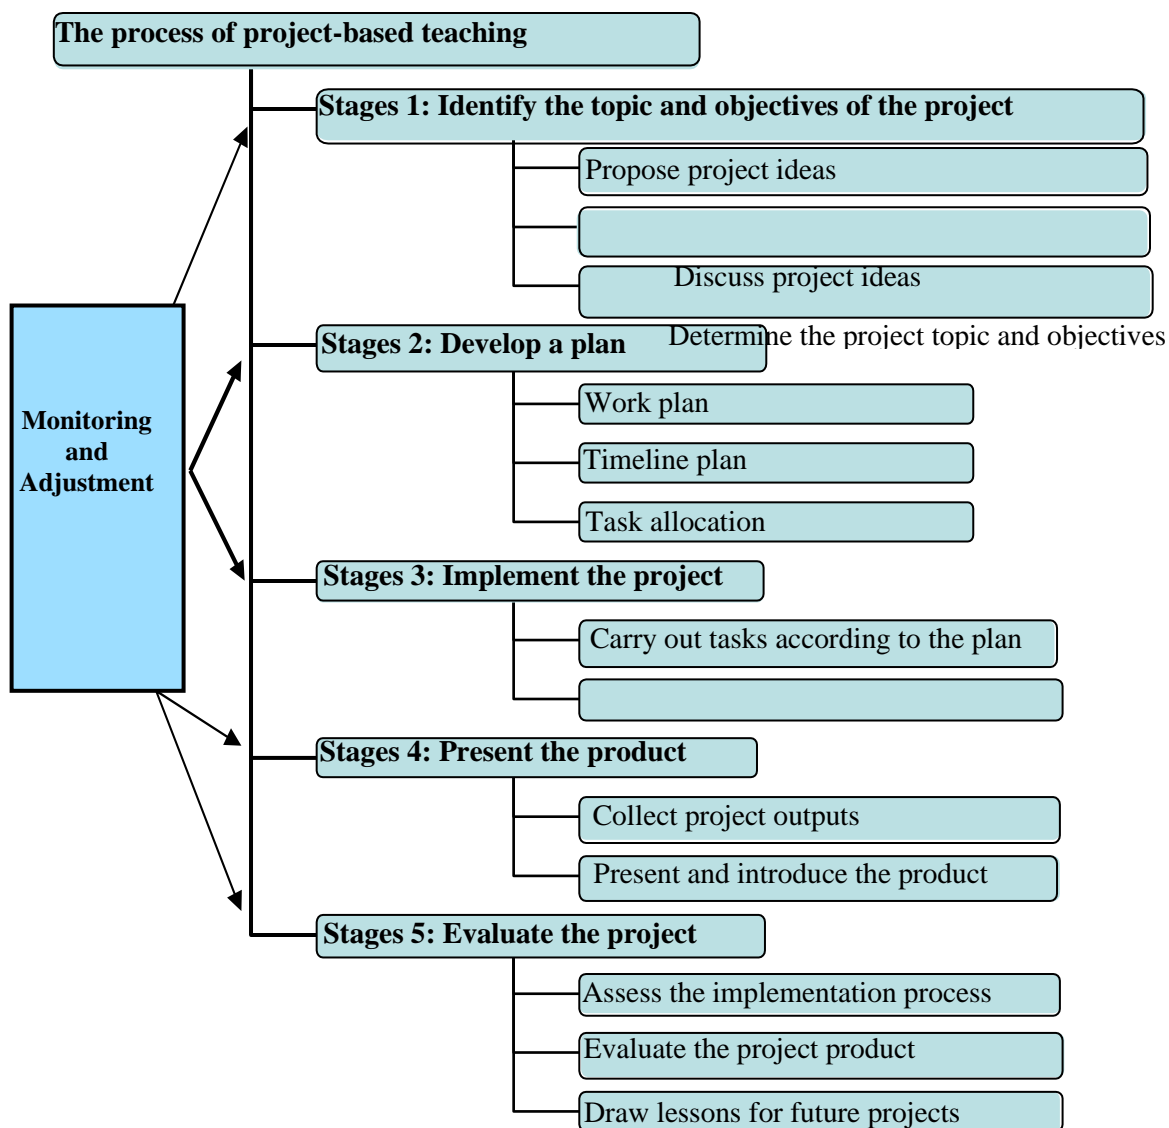 The process of project-based teaching
Stages 1: Identify the topic and objectives of the project
Propose project ideas
Discuss project ideas
Determine the project topic and objectives
Stages 2: Develop a plan
Work plan
Timeline plan
Task allocation
Monitoring
and
Adjustment
Stages 3: Implement the project
Carry out tasks according to the plan
Stages 4: Present the product
Collect project outputs
Present and introduce the product
Stages 5: Evaluate the project
Assess the implementation process
Evaluate the project product
Draw lessons for future projects